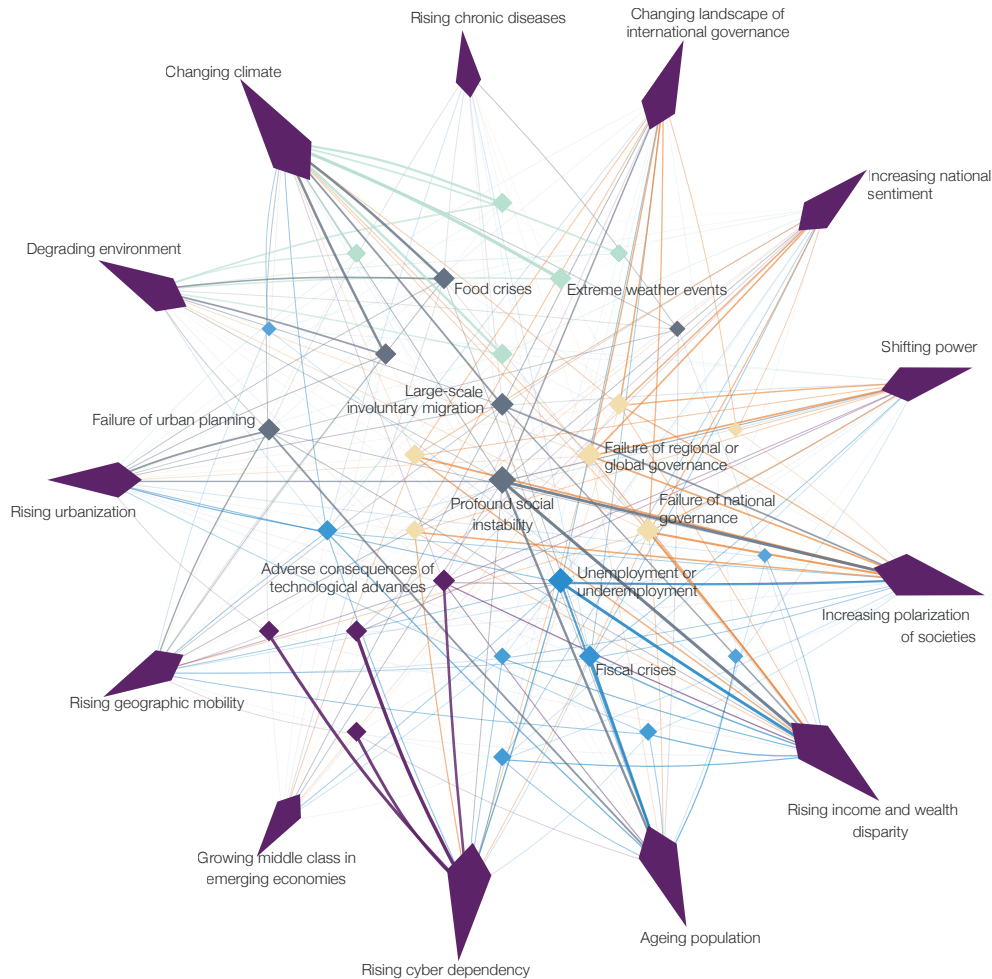 Rising chronic diseases
Changing landscape of
international governance
Changing climate
Increasing national
sentiment
Degrading environment
Food crises
Extreme weather events
Shifting power
Large-scale
involuntary migration
Failure of urban planning
Failure of regional or
global governance
Rising urbanization
Profound social
instability
Failure of national
governance
Adverse consequences of
technological advances
Unemployment or
underemployment
Increasing polarization
of societies
Fiscal crises
Rising geographic mobility
Rising income and wealth
disparity
Growing middle class in
emerging economies
Ageing population
Rising cyber dependency